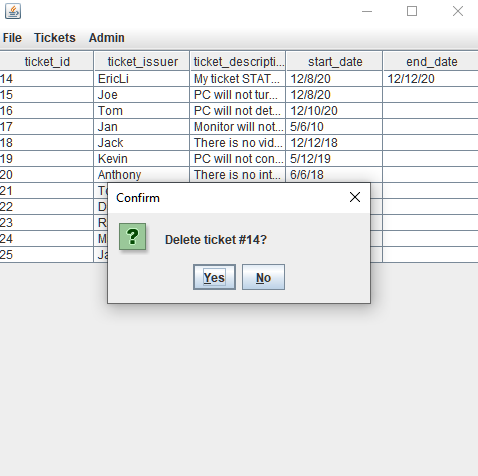 File Tickets Admin
ticket_id ticket_issuer ticket_descripti... start_date end_date
14 EricLi My ticket STAT... 12/8/20 12/12/20
15 Joe PC will not tur... 12/8/20
16 Tom PC will not det... 12/10/20
17 Jan Monitor will not... 5/6/10
18 Jack There is no vid... 12/12/18
19 Kevin PC will not con... 5/12/19
20 Anthony There is no int... 6/6/18
21
22 D
23 R
24 M
25 Ja
Confirm
? Delete ticket #14?
Yes No